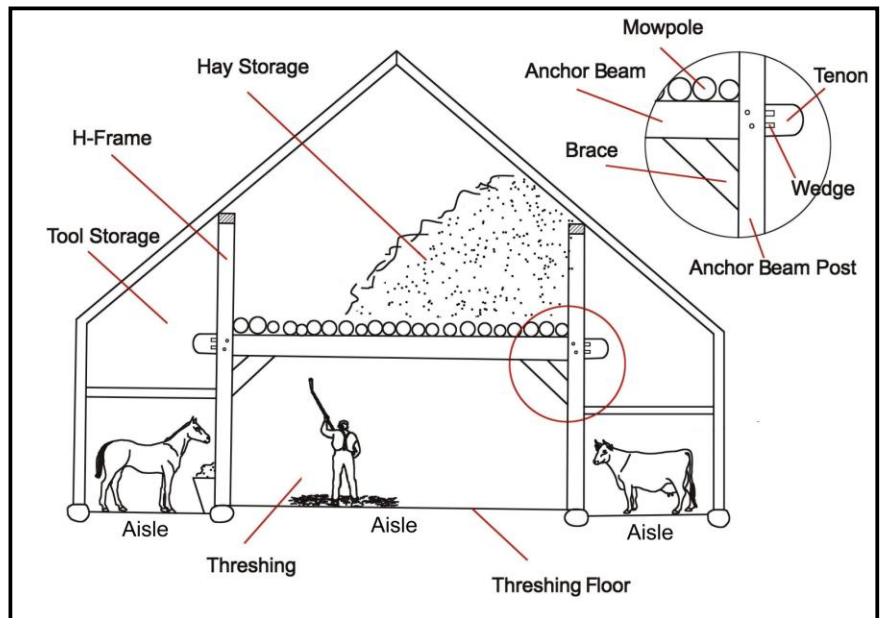 Mowpole
Hay Storage
Anchor Beam
Tenon
H-Frame
Brace
Wedge
Tool Storage
Anchor Beam Post
Aisle
Aisle
Aisle
Threshing
Threshing Floor